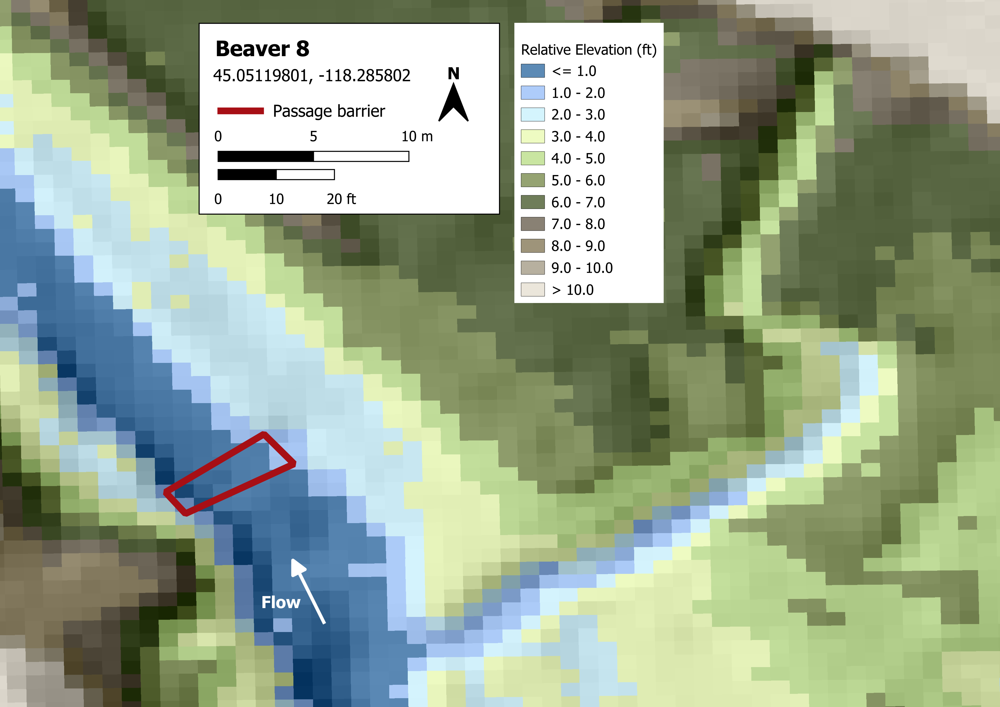 Beaver 8
45.05119801, -118.285802
N
Passage barrier
0 5 10 m
0 10 20 ft
Relative Elevation (ft)
<= 1.0
1.0 - 2.0
2.0 - 3.0
3.0 - 4.0
4.0 - 5.0
5.0 - 6.0
6.0 - 7.0
7.0 - 8.0
8.0 - 9.0
9.0 - 10.0
> 10.0
Flow